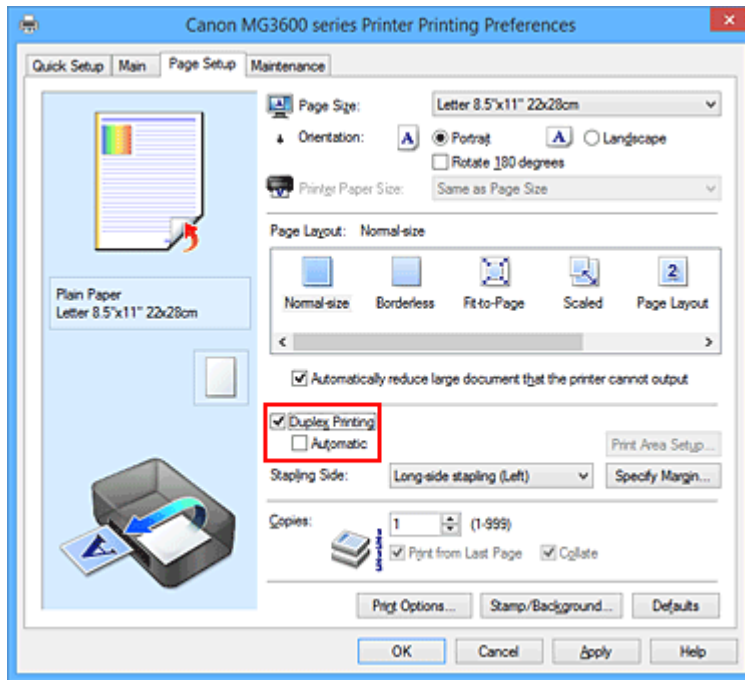 Canon MG3600 series Printer Printing Preferences
Quick Setup Main Page Setup Maintenance
Page Size: Letter 8.5"x11" 22x28cm
Orientation: A Portrait A Landscape
Rotate 180 degrees
Printer Paper Size: Same as Page Size
Page Layout: Normal-size
2
Normal-size Borderless Fit-to-Page Scaled Page Layout
Plain Paper
Letter 8.5"x11" 22x28cm
Automatically reduce large document that the printer cannot output
Duplex Printing
Automatic
Print Area Setup...
Stapling Side: Long-side stapling (Left) Specify Margin...
Copies: 1 (1-999)
Print from Last Page Collate
A
Print Options... Stamp/Background... Defaults
OK Cancel Apply Help